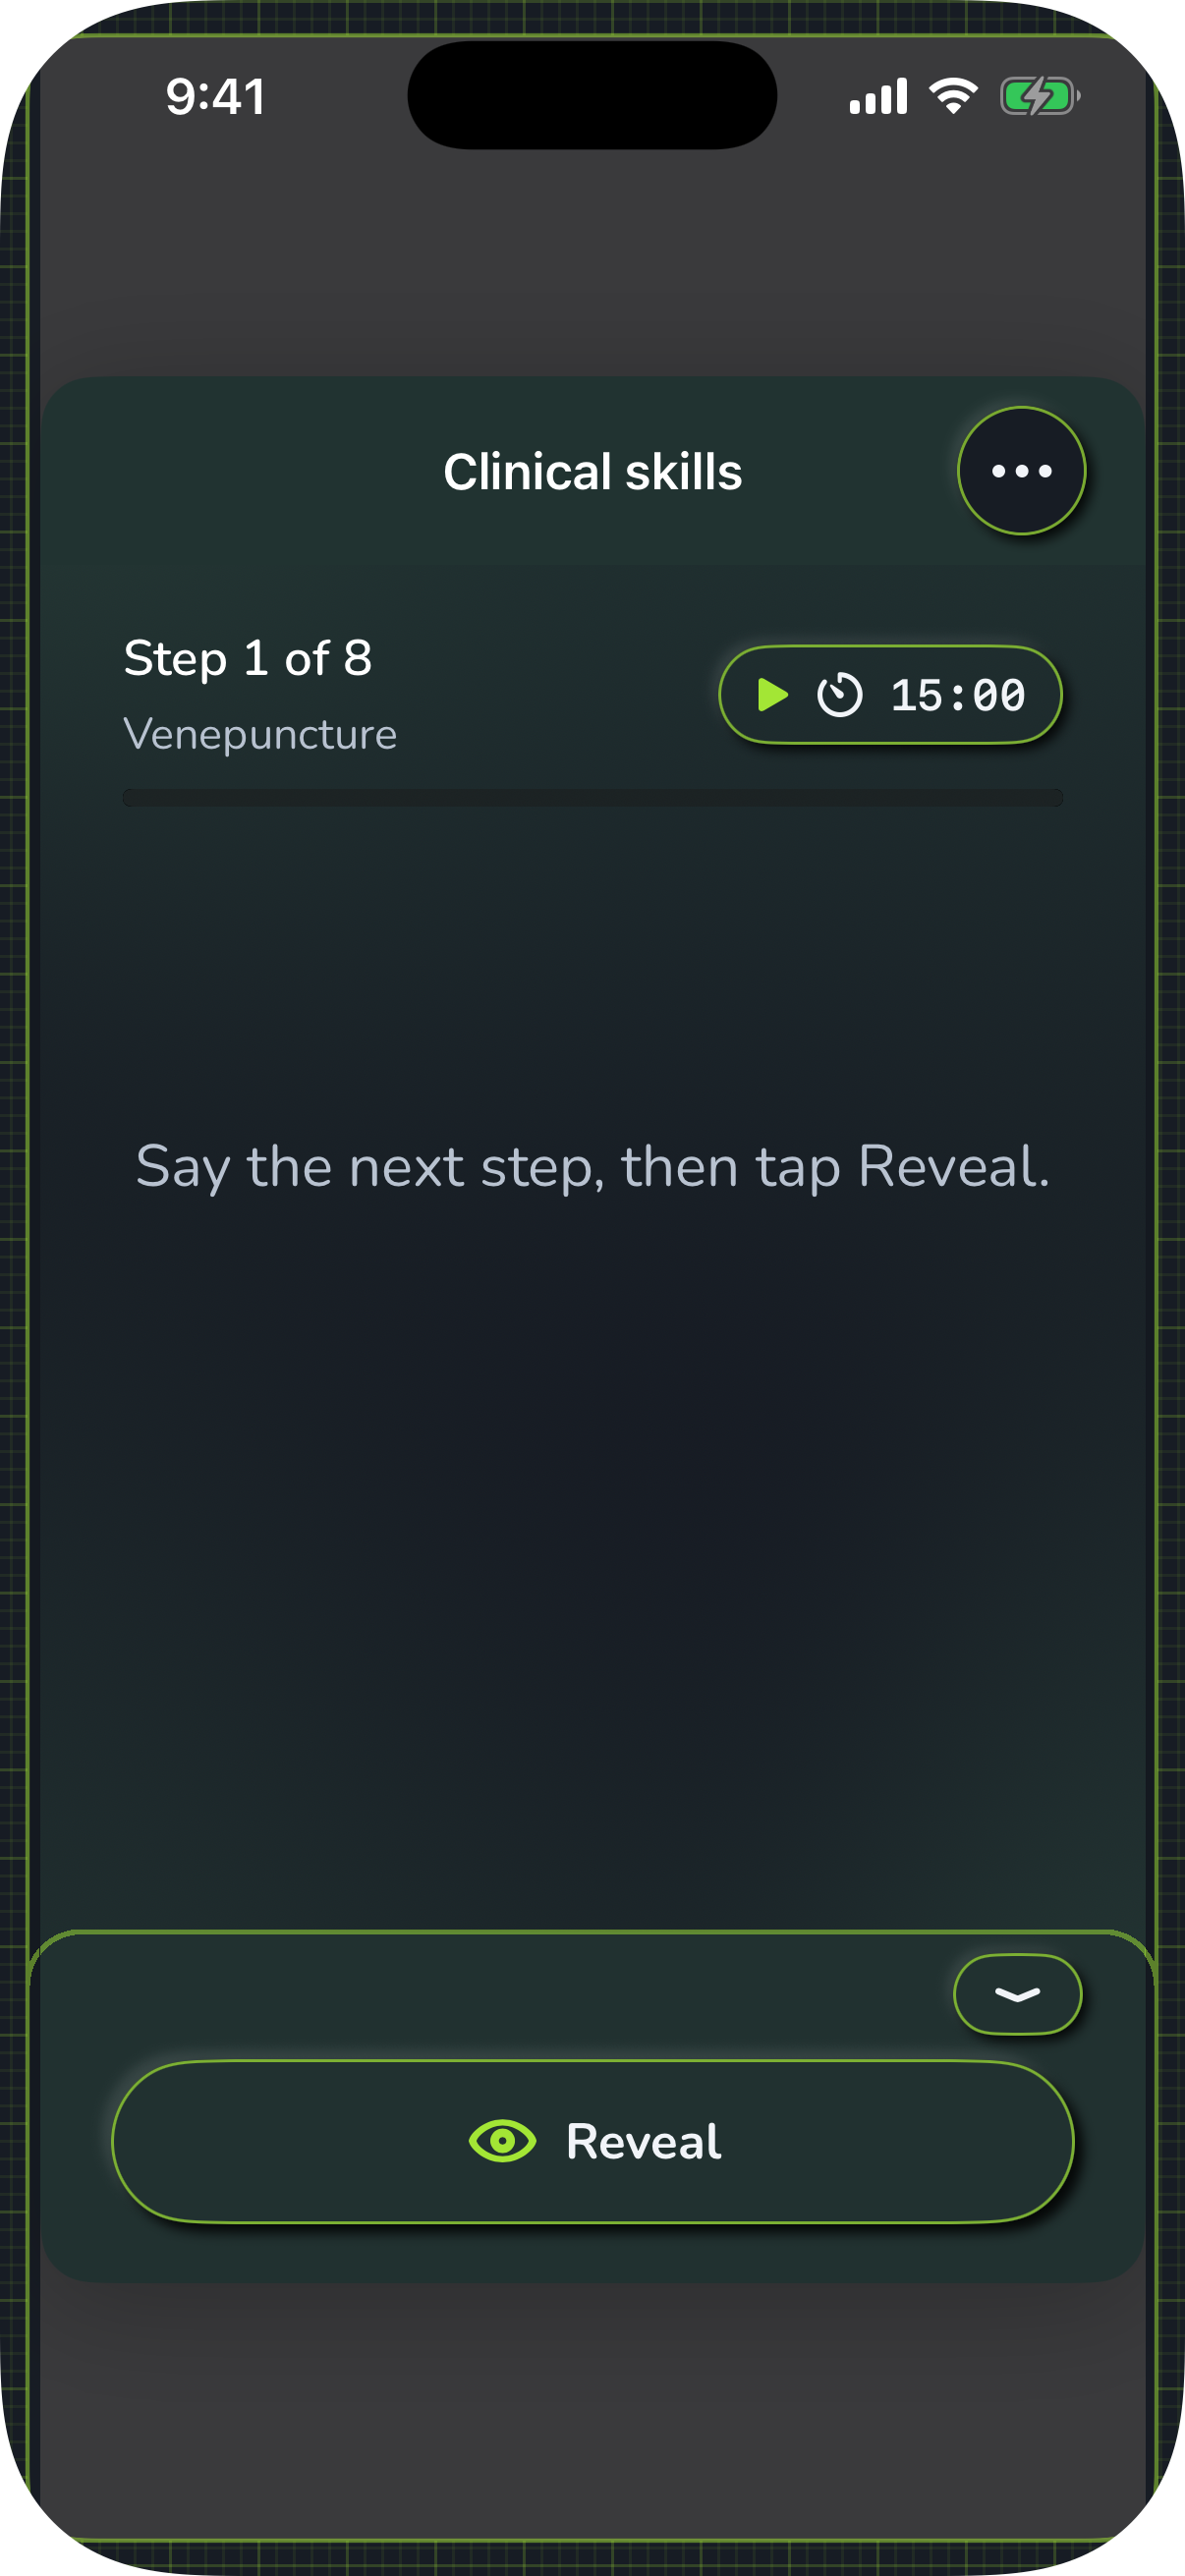 9:41
Clinical skills
Step 1 of 8
Venepuncture
15:00
Say the next step, then tap Reveal.
Reveal